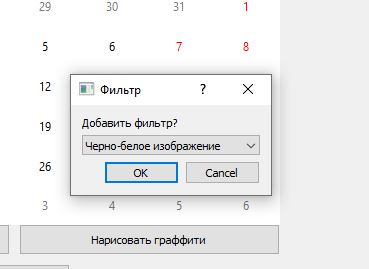 29 30 31 1
5 6 7 8
12
Фильтр ?
Добавить фильтр?
19
Черно-белое изображение
26
OK Cancel
3 4 5 6
Нарисовать граффити